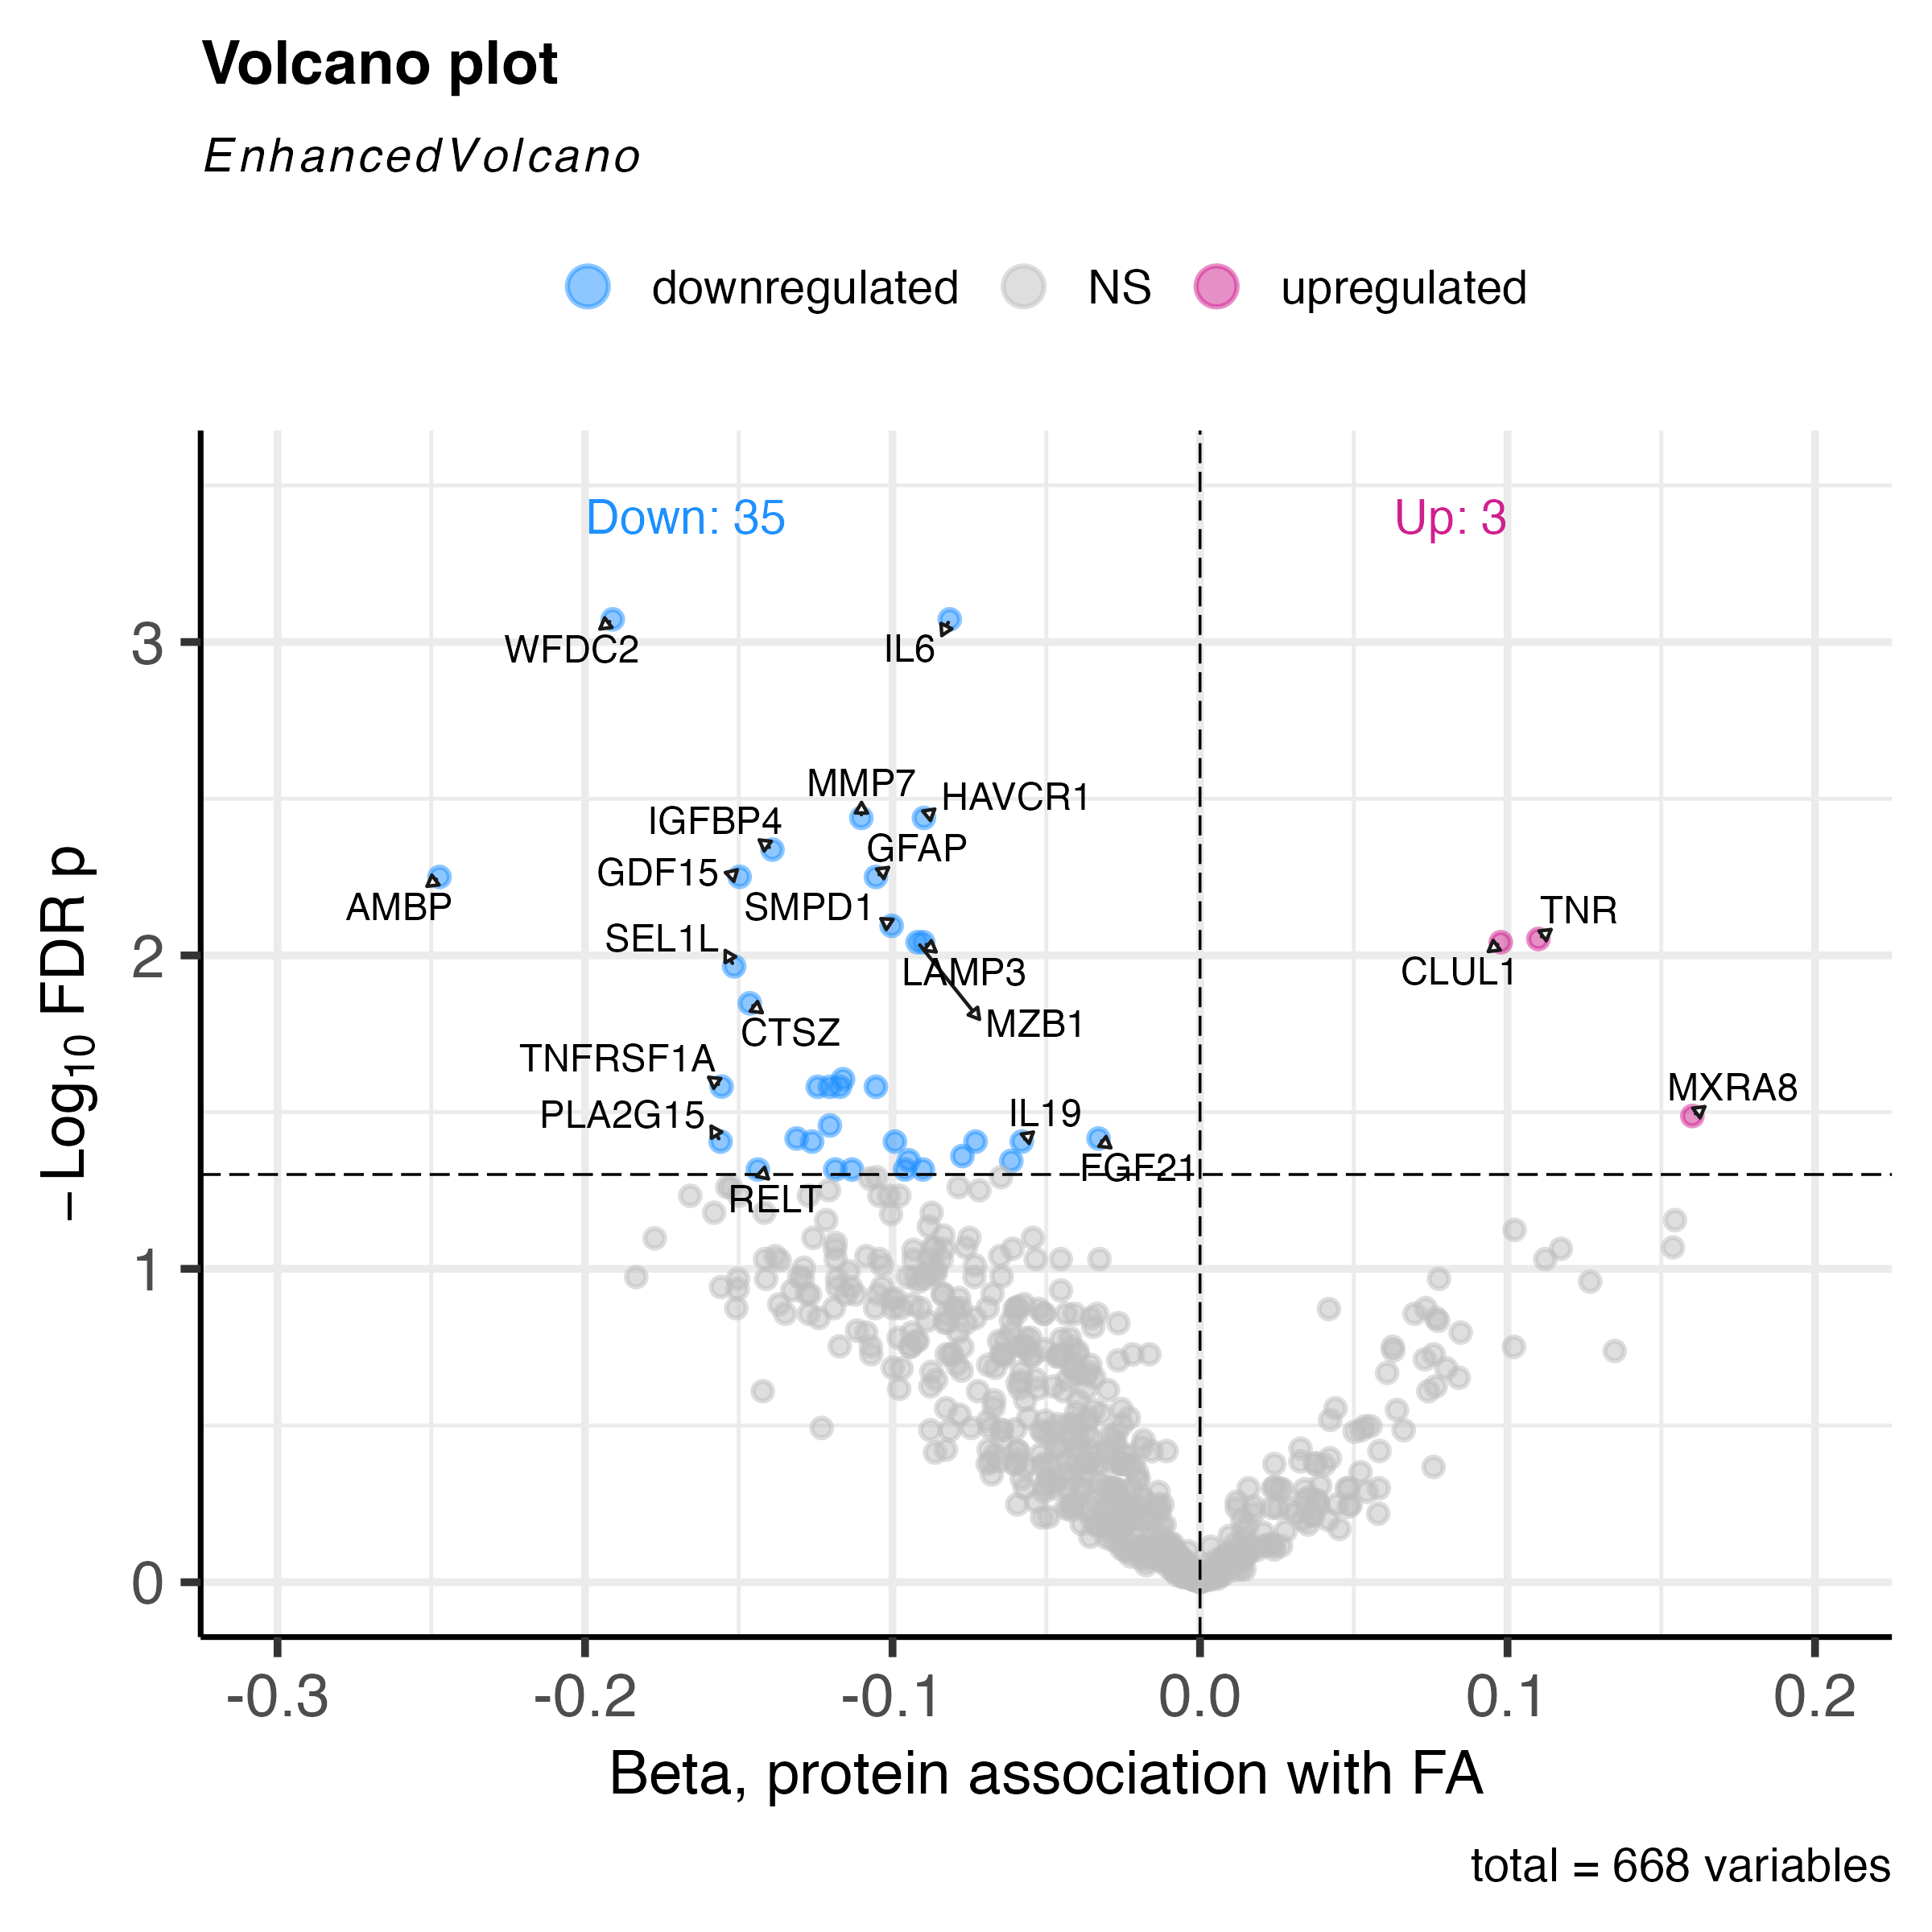 Volcano plot
EnhancedVolcano
downregulated NS upregulated
Down: 35 Up: 3
WFDC2
IL6
MMP7
HAVCR1
IGFBP4
GFAP
GDF15
AMBP
SMPD1
TNR
SEL1L
LAMP3
CLUL1
MZB1
CTSZ
TNFRSF1A
MXRA8
PLA2G15
IL19
FGF21
RELT
3
2
1
0
−Log10 FDR p
-0.3 -0.2 -0.1 0.0 0.1 0.2
Beta, protein association with FA
total = 668 variables